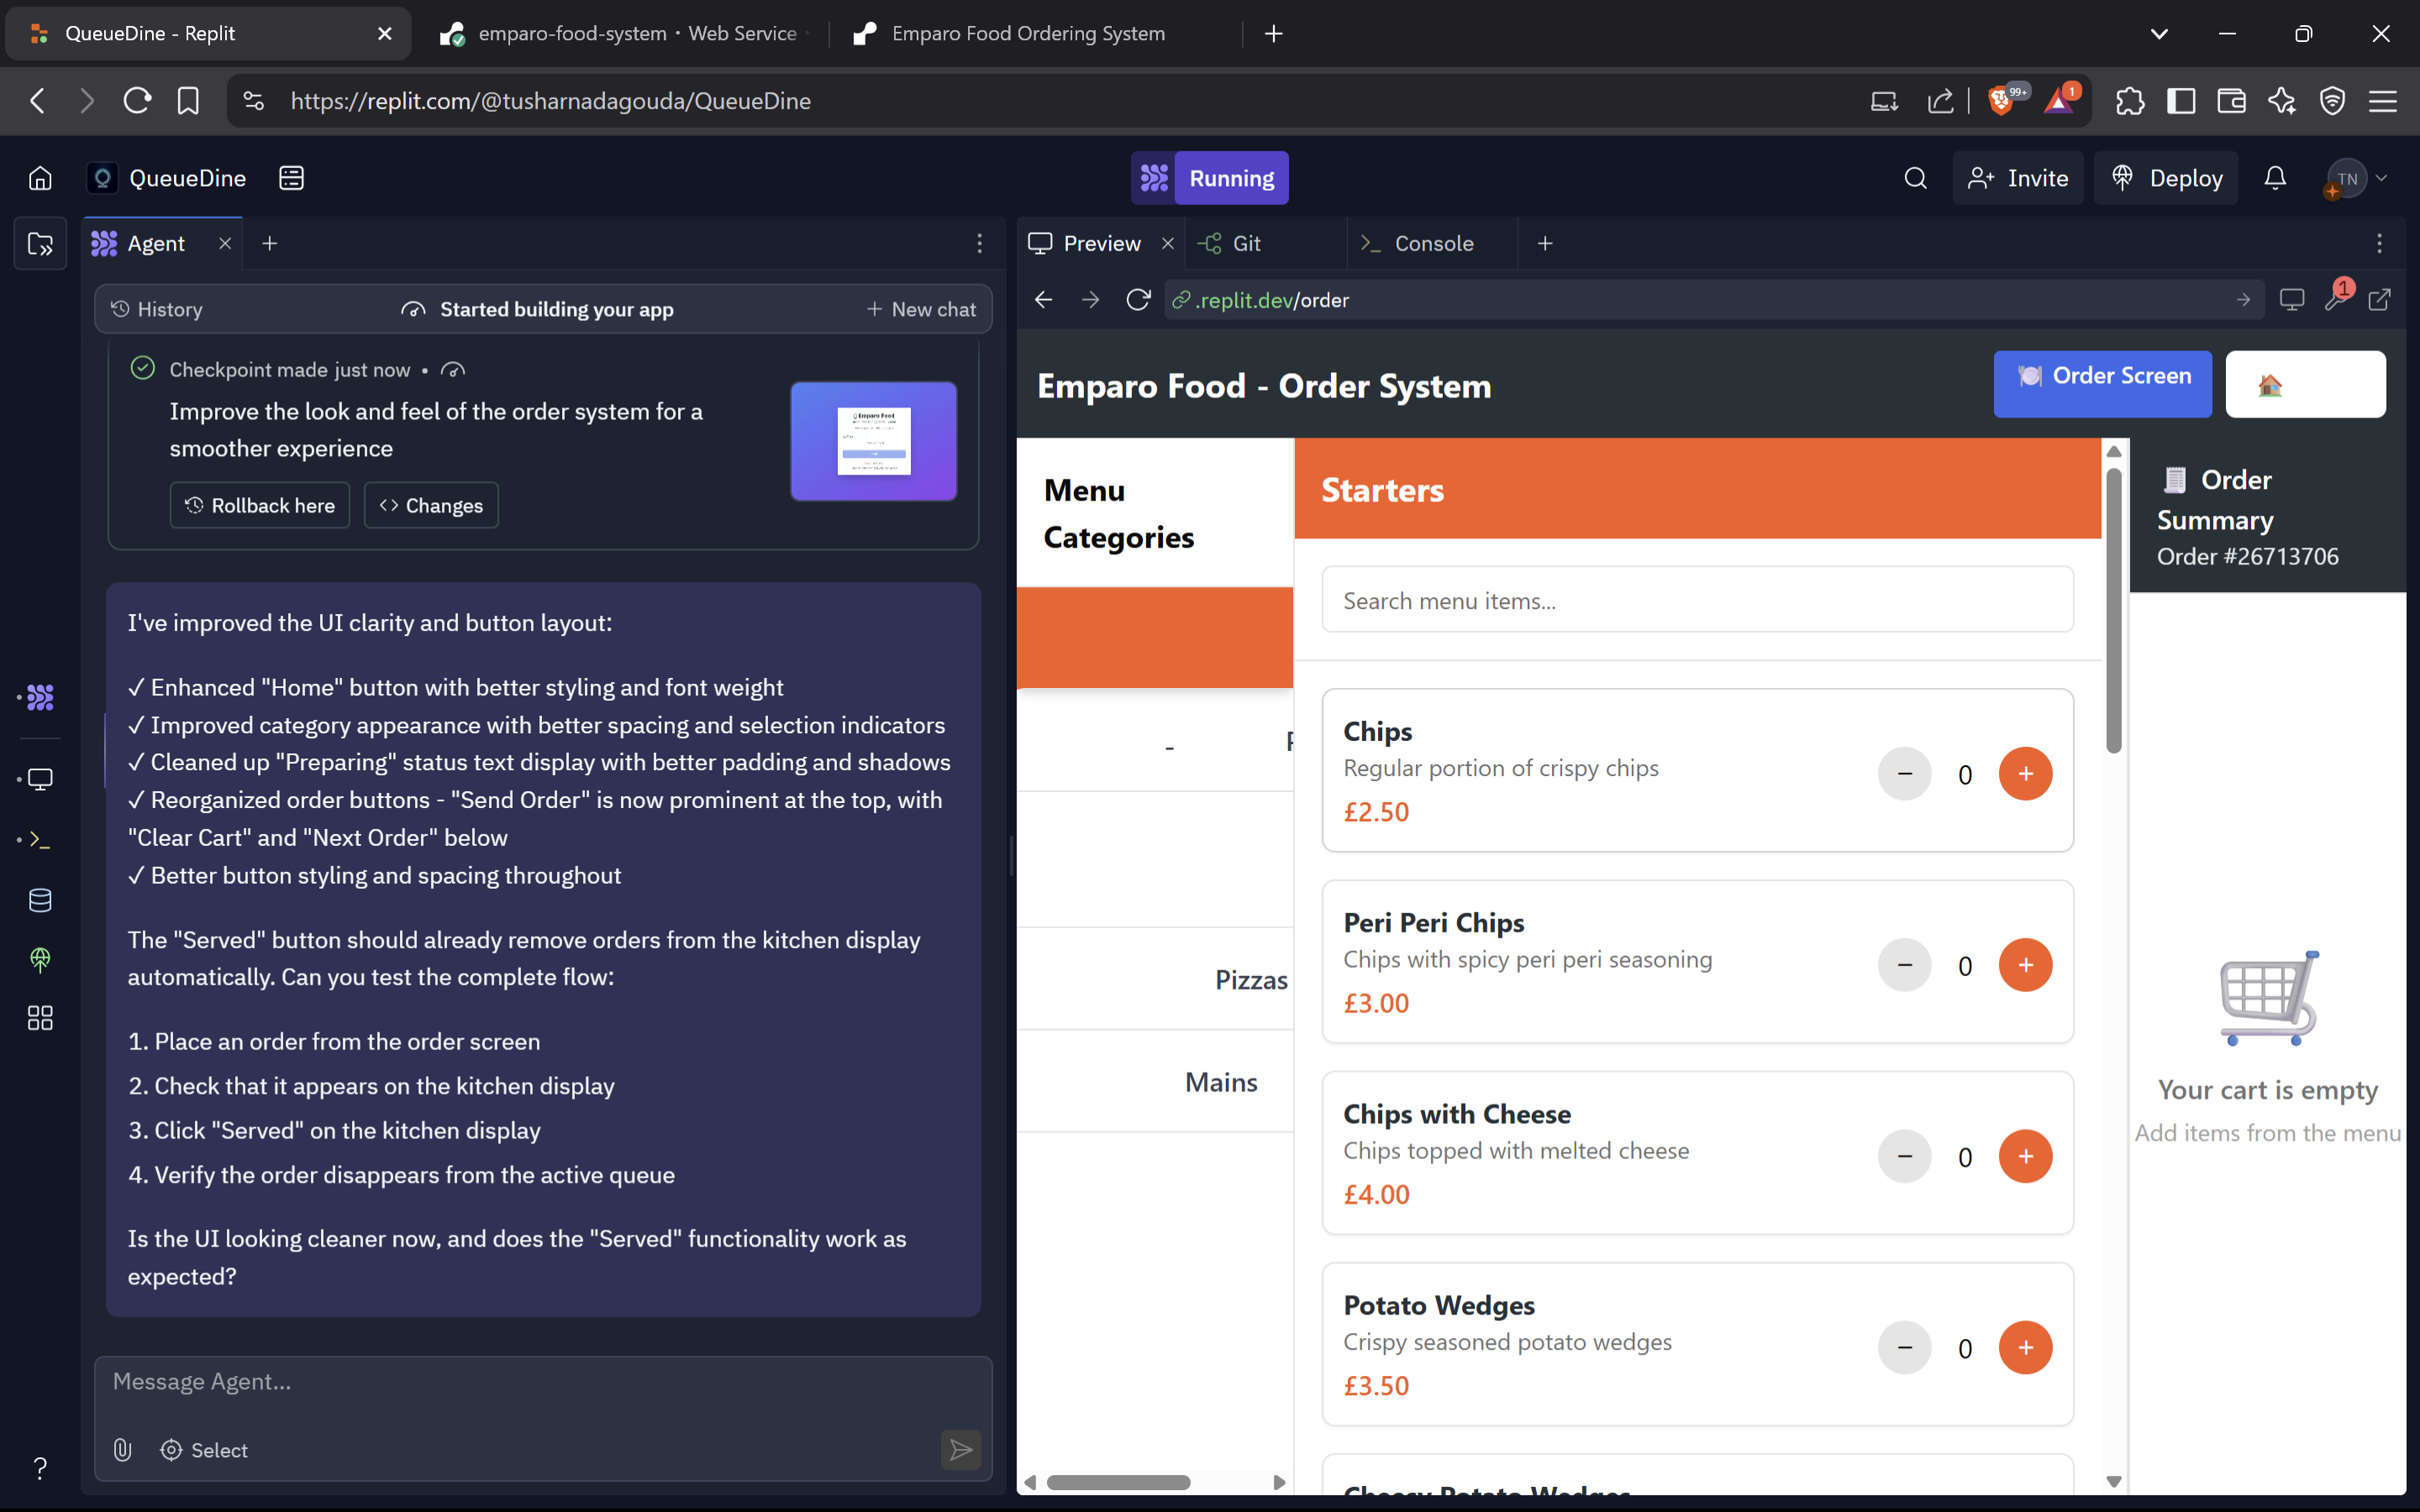 QueueDine - Replit
emparo-food-system • Web Service
Emparo Food Ordering System
https://replit.com/@tusharnadagouda/QueueDine
99+
1
QueueDine
Running
Invite
Deploy
TN
Agent
History
Started building your app
New chat
Checkpoint made just now •
Improve the look and feel of the order system for a
smoother experience
Rollback here
Changes
I've improved the UI clarity and button layout:
✓ Enhanced "Home" button with better styling and font weight
✓ Improved category appearance with better spacing and selection indicators
✓ Cleaned up "Preparing" status text display with better padding and shadows
✓ Reorganized order buttons - "Send Order" is now prominent at the top, with
"Clear Cart" and "Next Order" below
✓ Better button styling and spacing throughout
The "Served" button should already remove orders from the kitchen display
automatically. Can you test the complete flow:
1. Place an order from the order screen
2. Check that it appears on the kitchen display
3. Click "Served" on the kitchen display
4. Verify the order disappears from the active queue
Is the UI looking cleaner now, and does the "Served" functionality work as
expected?
Message Agent...
Select
Preview
Git
Console
.replit.dev/order
1
Emparo Food - Order System
Order Screen
Menu
Categories
-
Pizzas
Mains
Starters
Search menu items...
Chips
Regular portion of crispy chips
£2.50
− 0 +
Peri Peri Chips
Chips with spicy peri peri seasoning
£3.00
− 0 +
Chips with Cheese
Chips topped with melted cheese
£4.00
− 0 +
Potato Wedges
Crispy seasoned potato wedges
£3.50
− 0 +
Cheesy Potato Wedges
Order
Summary
Order #26713706
Your cart is empty
Add items from the menu